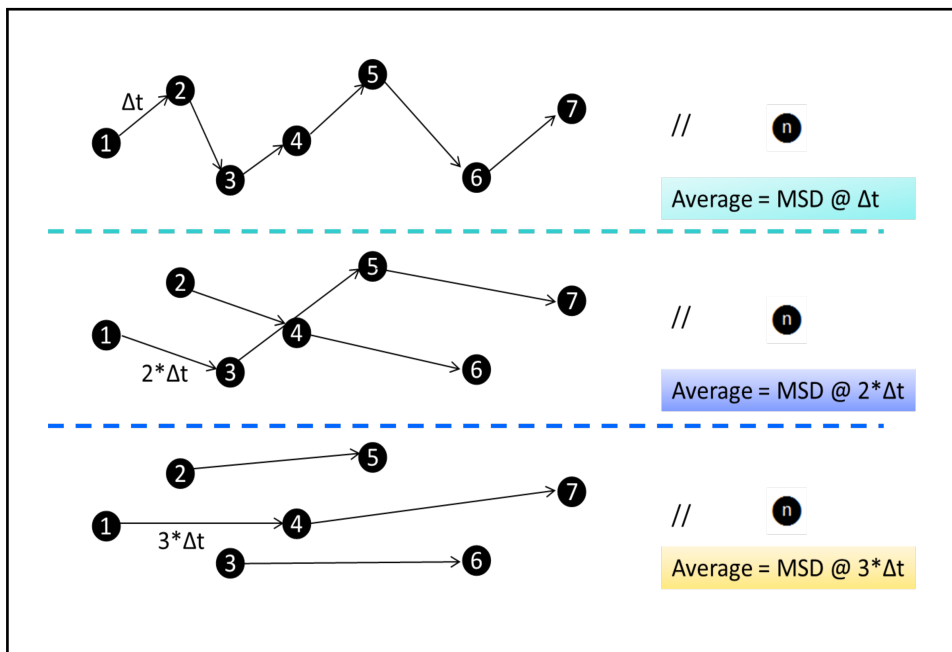 5
2
Δt
7
1
4
//
n
3
6
Average = MSD @ Δt
5
2
7
1
4
//
n
3
6
2*Δt
Average = MSD @ 2*Δt
5
2
7
1
4
//
n
3*Δt
3
6
Average = MSD @ 3*Δt